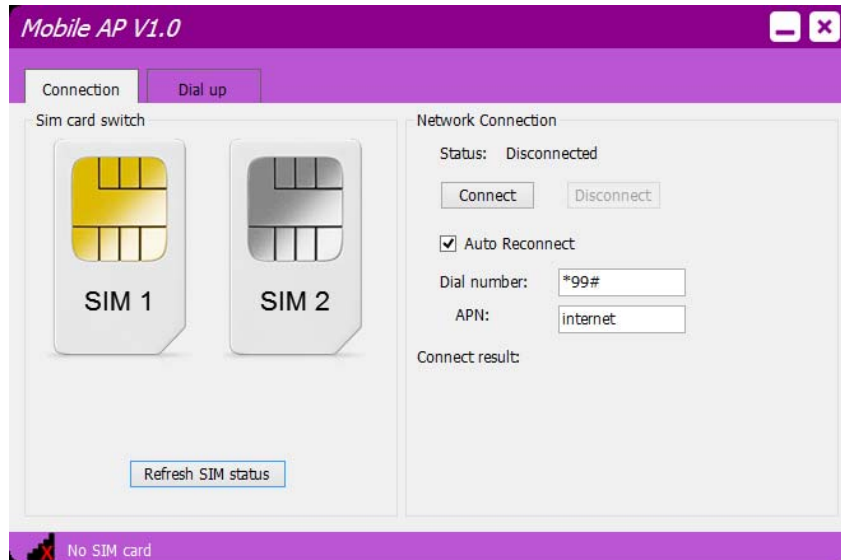 Mobile AP V1.0
Connection
Dial up
Sim card switch
SIM 1
SIM 2
Refresh SIM status
Network Connection
Status: Disconnected
Connect
Disconnect
Auto Reconnect
Dial number: *99#
APN: internet
Connect result:
No SIM card